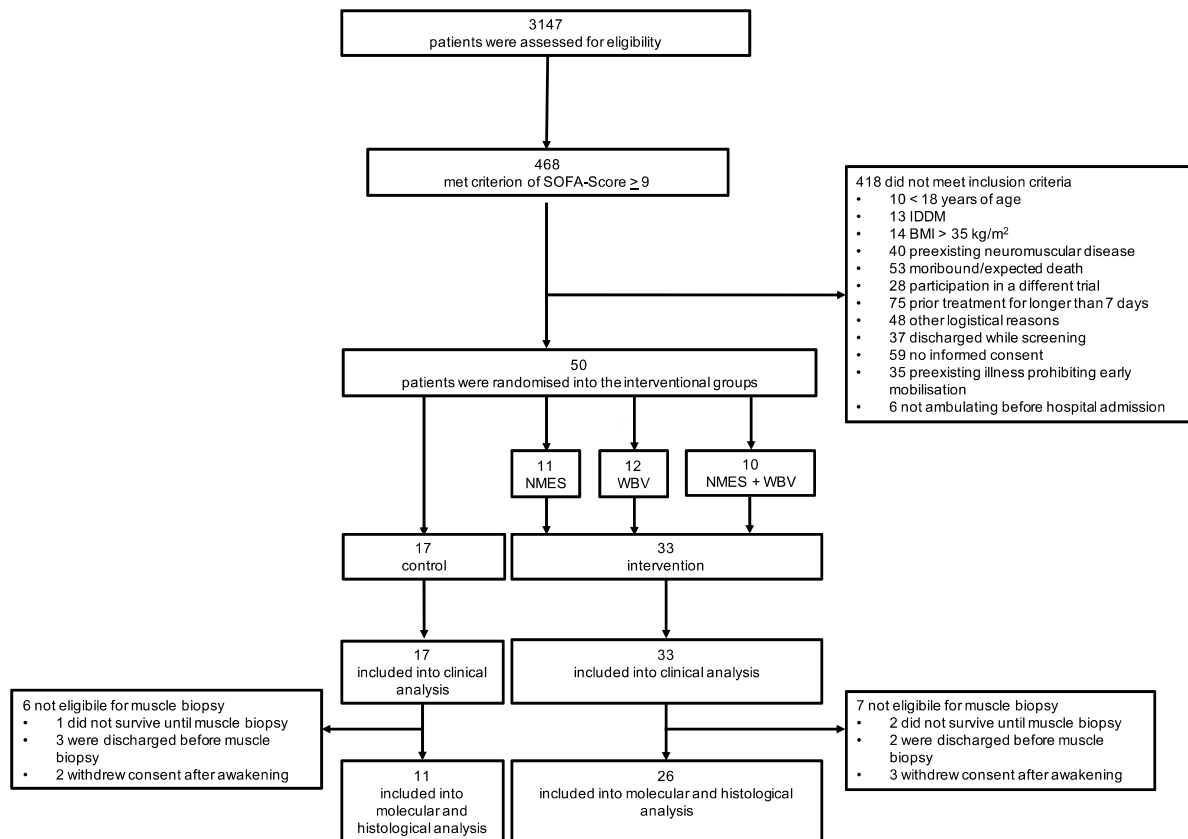 3147
patients were assessed for eligibility
468
met criterion of SOFA-Score ≥ 9
418 did not meet inclusion criteria
• 10 < 18 years of age
• 13 IDDM
• 14 BMI > 35 kg/m²
• 40 preexisting neuromuscular disease
• 53 moribound/expected death
• 28 participation in a different trial
• 75 prior treatment for longer than 7 days
• 48 other logistical reasons
• 37 discharged while screening
• 59 no informed consent
• 35 preexisting illness prohibiting early
mobilisation
• 6 not ambulating before hospital admission
50
patients were randomised into the interventional groups
11
NMES
12
WBV
10
NMES + WBV
17
control
33
intervention
17
included into clinical
analysis
33
included into clinical analysis
6 not eligibile for muscle biopsy
• 1 did not survive until muscle biopsy
• 3 were discharged before muscle
biopsy
• 2 withdrew consent after awakening
7 not eligibile for muscle biopsy
• 2 did not survive until muscle biopsy
• 2 were discharged before muscle
biopsy
• 3 withdrew consent after awakening
11
included into
molecular and
histological analysis
26
included into molecular and histological
analysis